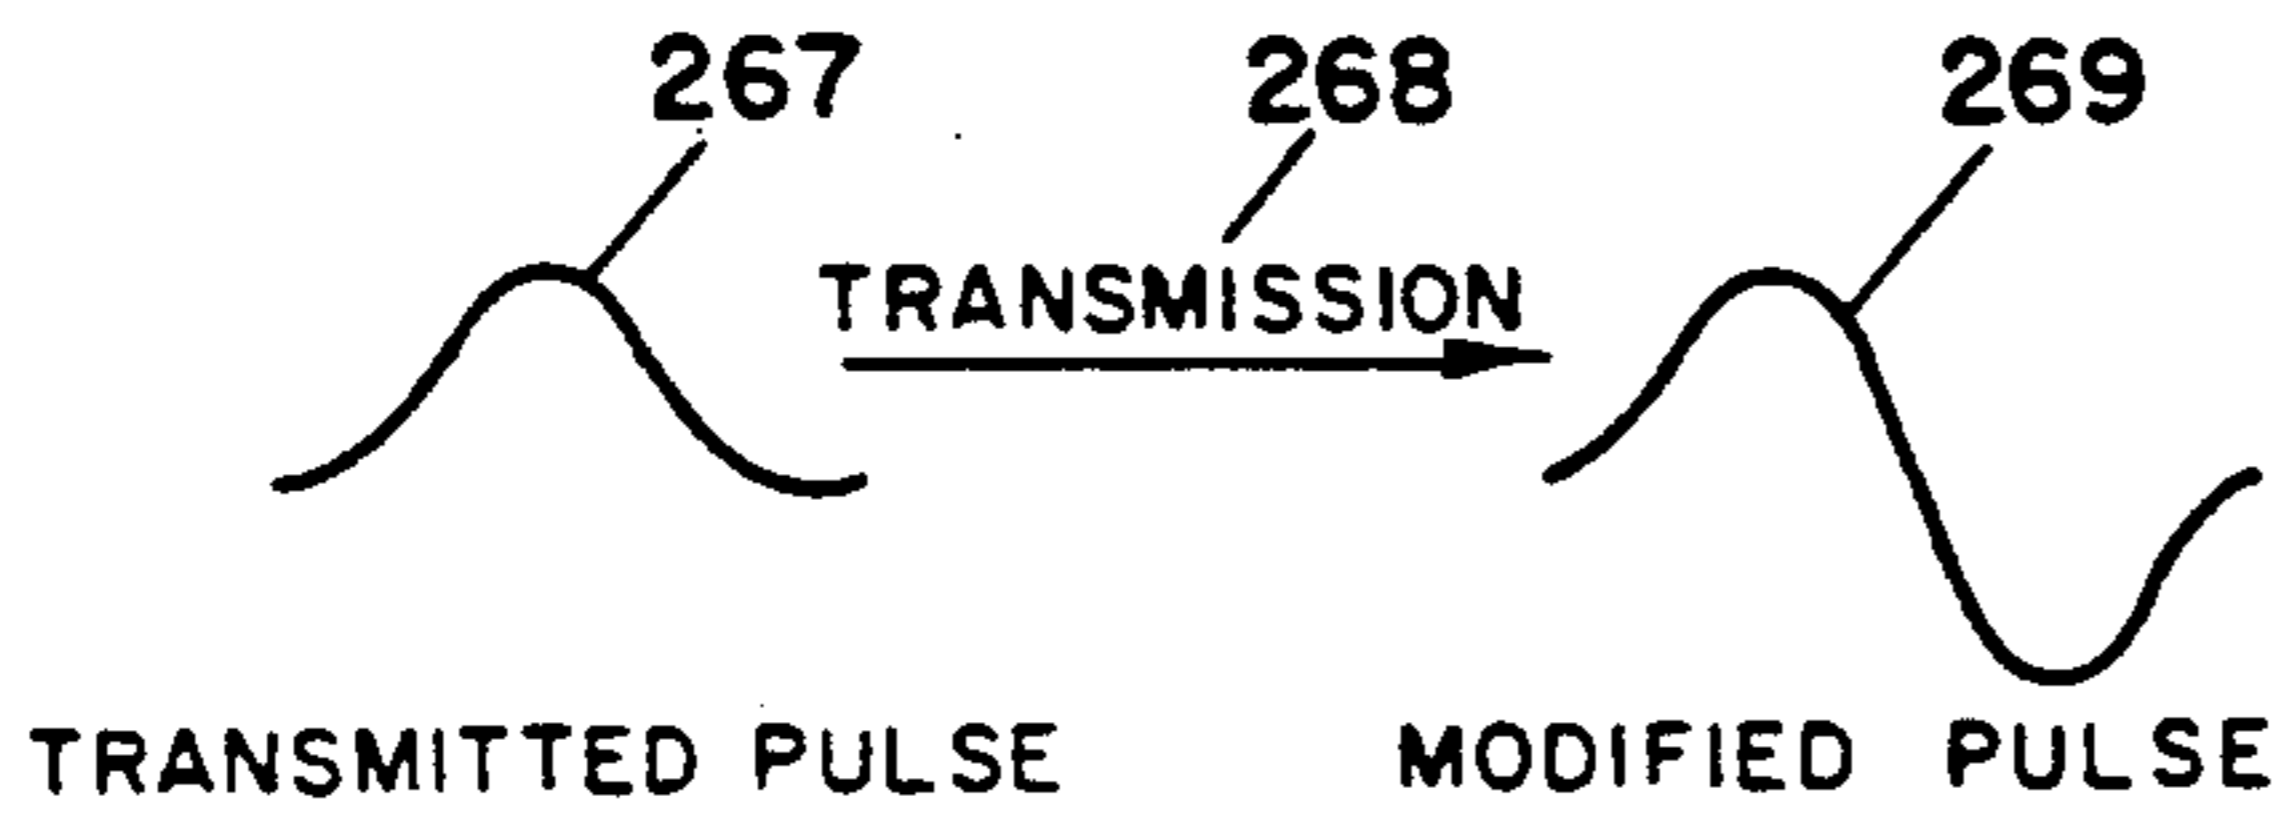 267 268 269
TRANSMISSION
TRANSMITTED PULSE MODIFIED PULSE